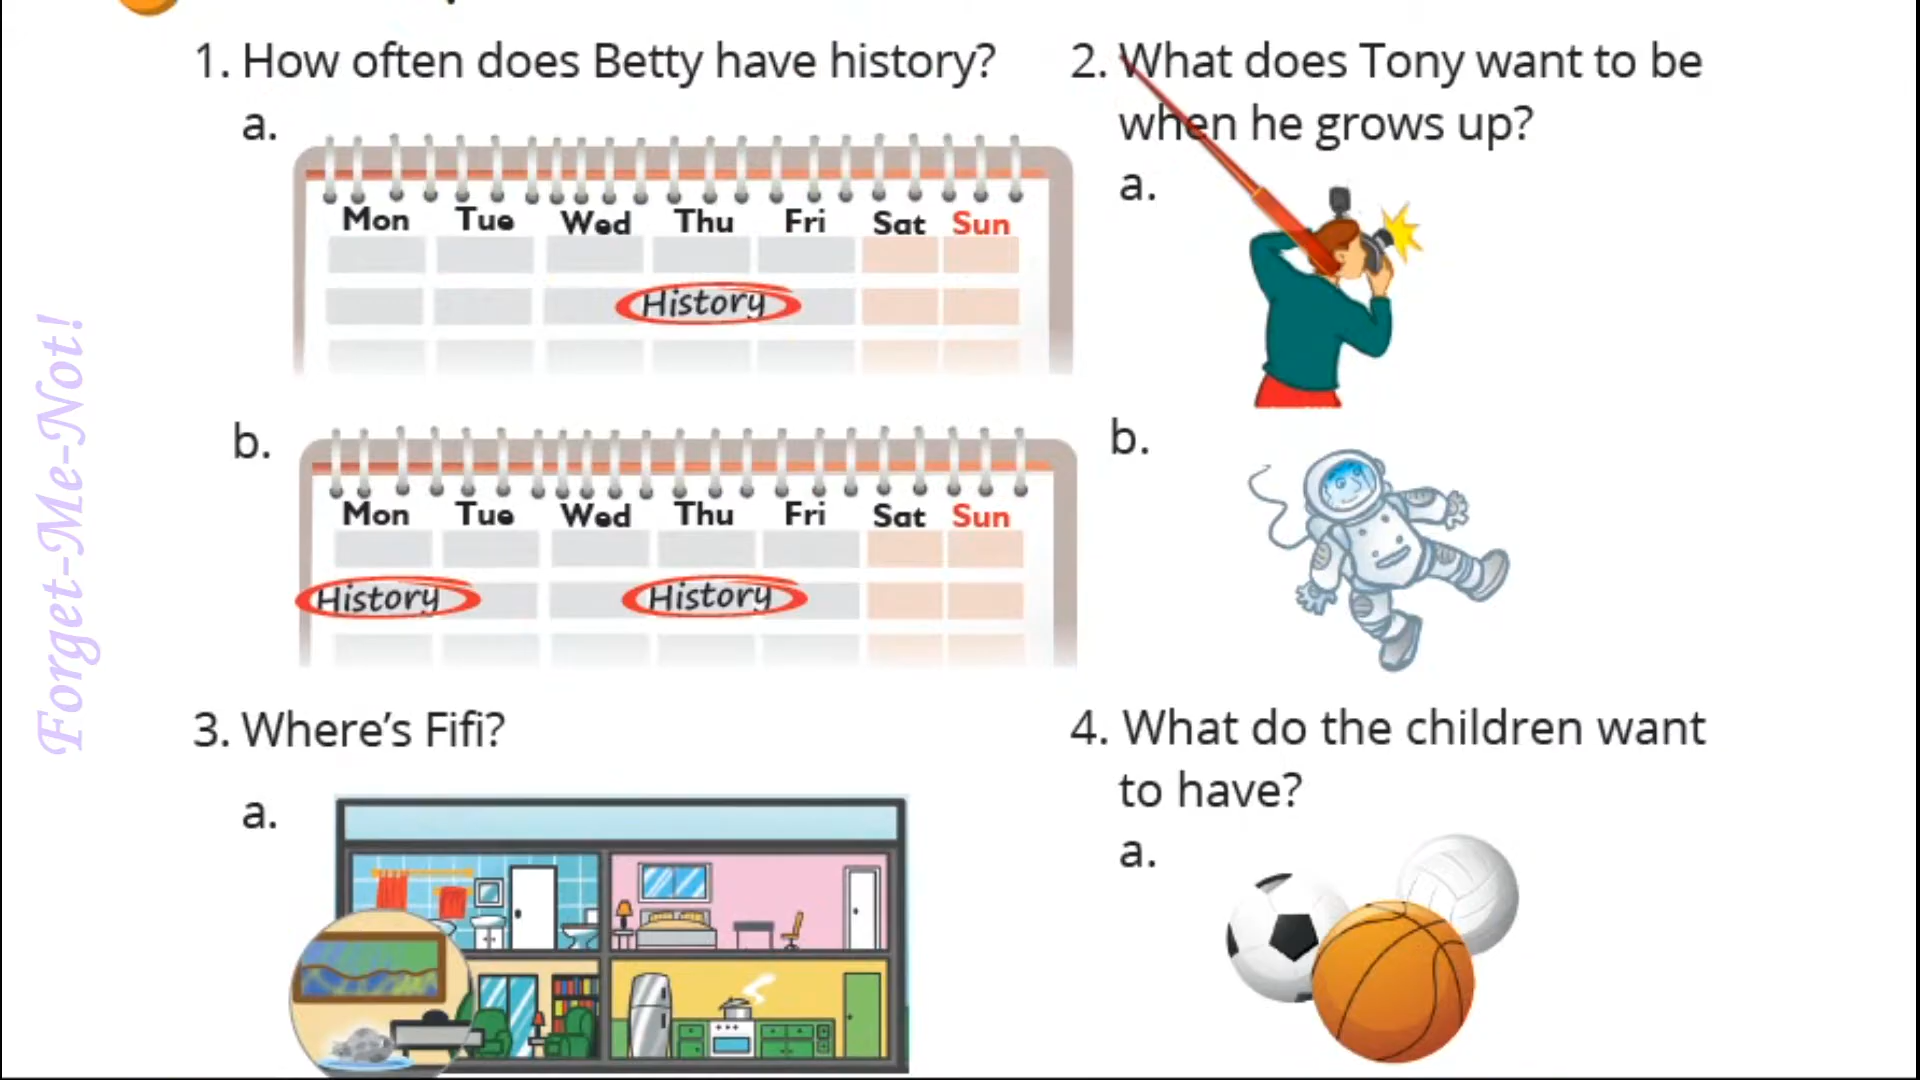 1. How often does Betty have history?
a.
Mon Tue Wed Thu Fri Sat Sun
History
b.
Mon Tue Wed Thu Fri Sat Sun
History History
2. What does Tony want to be
when he grows up?
a.
b.
3. Where's Fifi?
a.
4. What do the children want
to have?
a.
Forget-Me-Not!